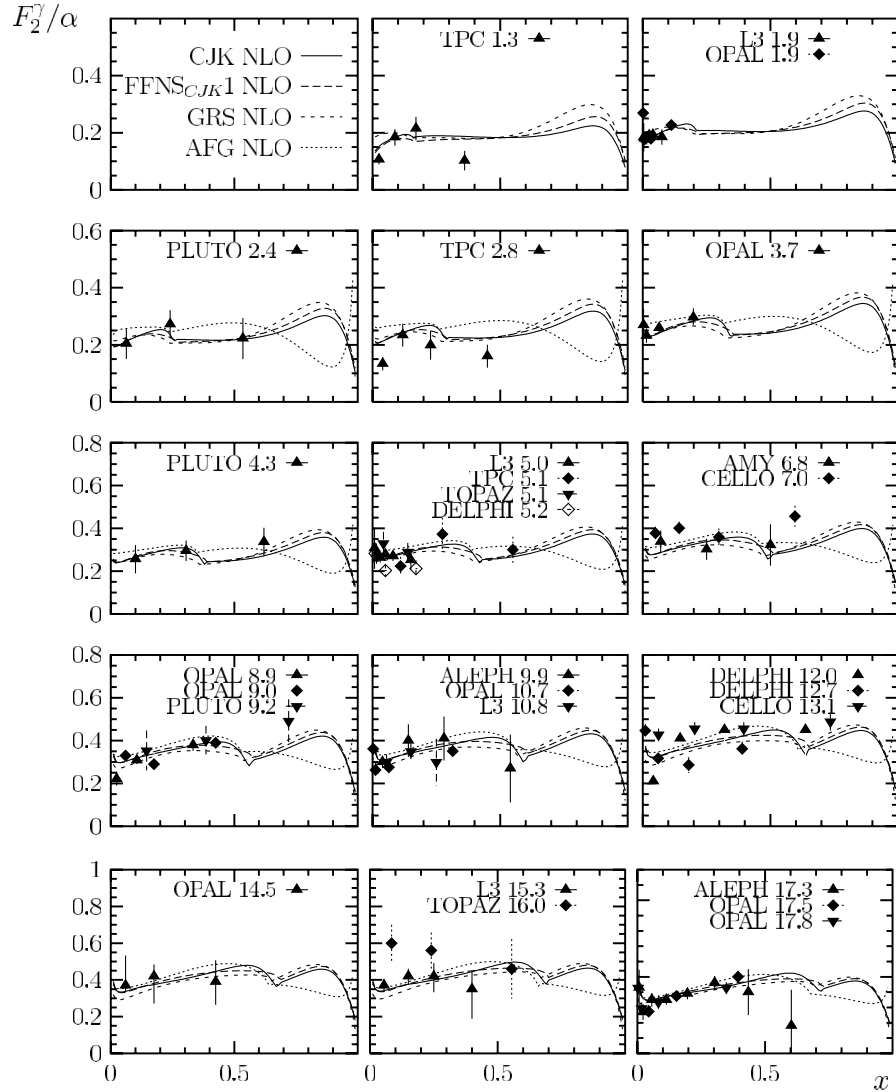 F₂^γ/α
CJK NLO
FFNS_CJK1 NLO
GRS NLO
AFG NLO
TPC 1.3
L3 1.9
OPAL 1.9
0.4
0.2
0
PLUTO 2.4
TPC 2.8
OPAL 3.7
0.6
0.4
0.2
0
PLUTO 4.3
L3 5.0
TPC 5.1
TOPAZ 5.1
DELPHI 5.2
AMY 6.8
CELLO 7.0
0.8
0.6
0.4
0.2
0
OPAL 8.9
OPAL 9.0
PLUTO 9.2
ALEPH 9.9
OPAL 10.7
L3 10.8
DELPHI 12.0
DELPHI 12.7
CELLO 13.1
0.8
0.6
0.4
0.2
0
OPAL 14.5
L3 15.3
TOPAZ 16.0
ALEPH 17.3
OPAL 17.5
OPAL 17.8
1
0.8
0.6
0.4
0.2
0
0 0.5 0 0.5 0 0.5 x